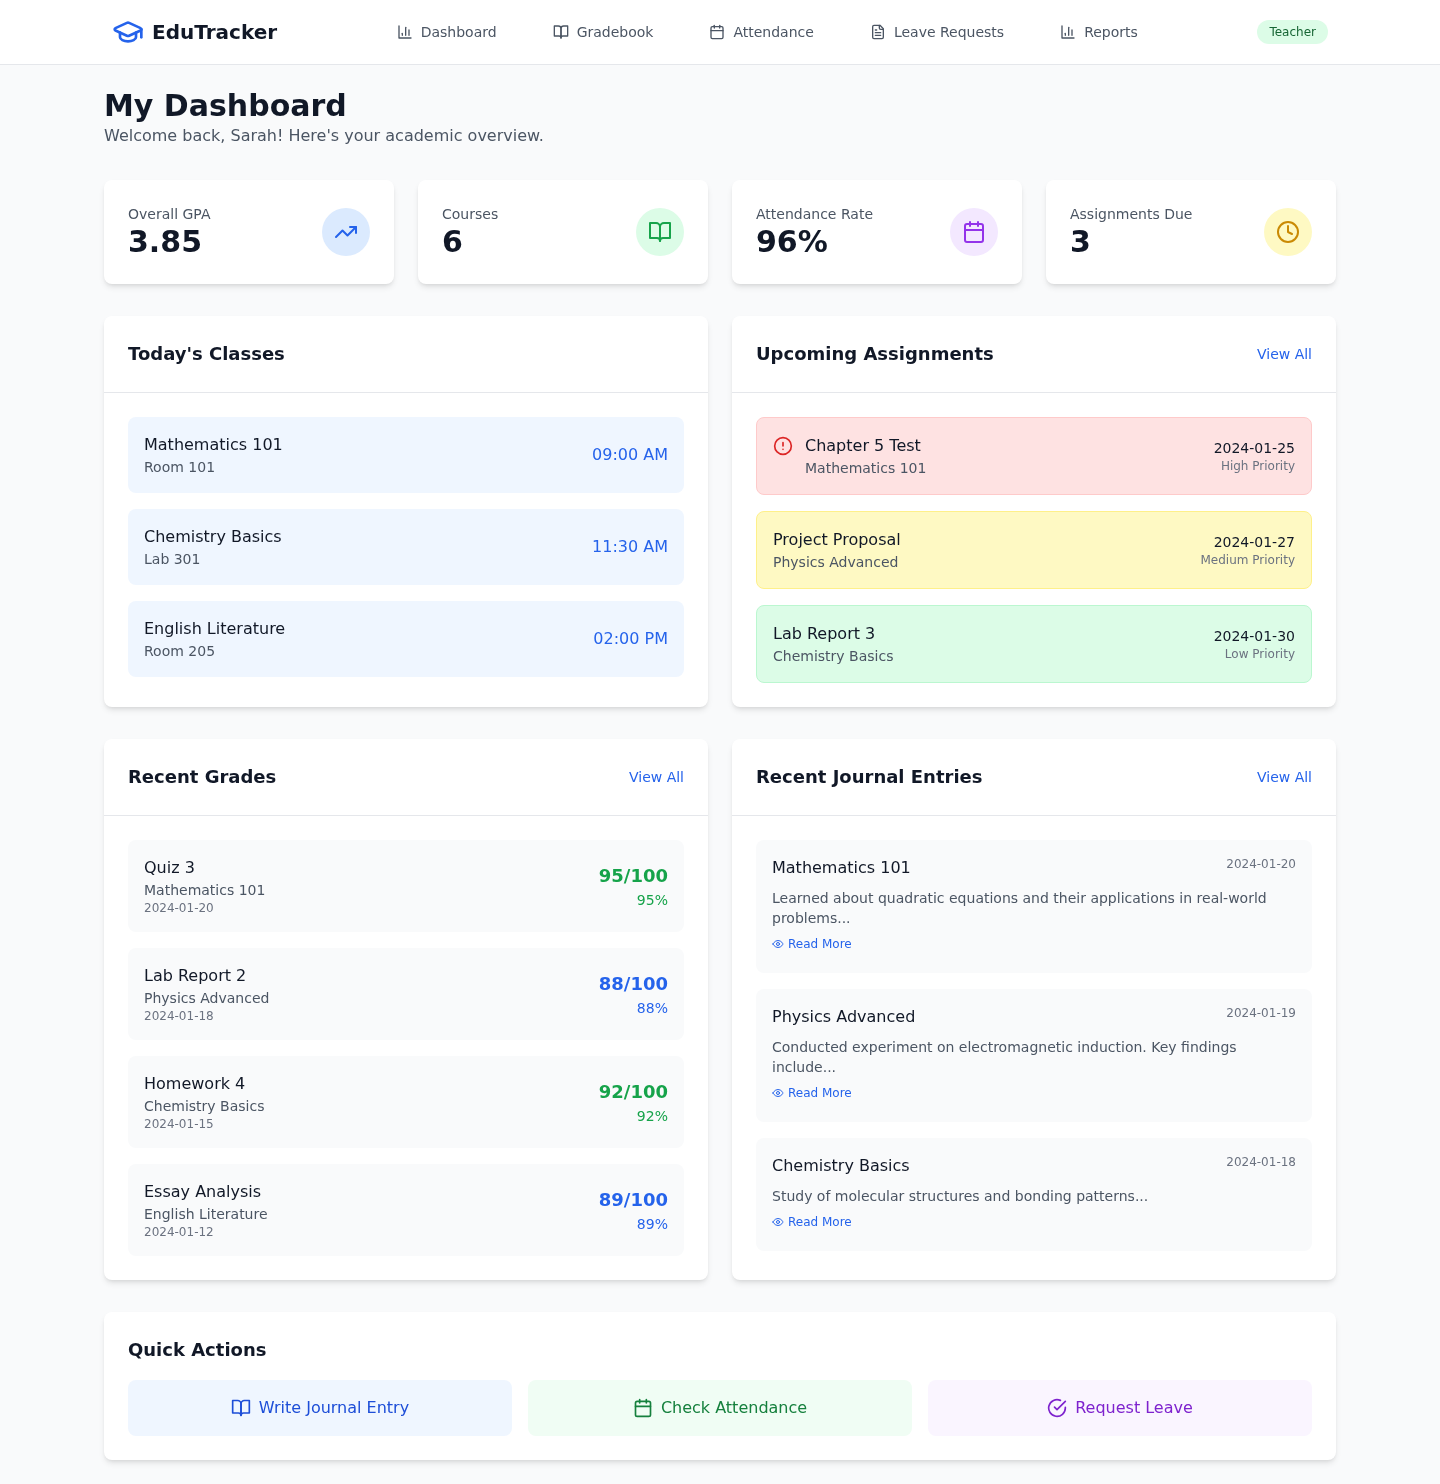 EduTracker
Dashboard
Gradebook
Attendance
Leave Requests
Reports
Teacher
My Dashboard
Welcome back, Sarah! Here's your academic overview.
Overall GPA
3.85
Courses
6
Attendance Rate
96%
Assignments Due
3
Today's Classes
Mathematics 101
Room 101
09:00 AM
Chemistry Basics
Lab 301
11:30 AM
English Literature
Room 205
02:00 PM
Upcoming Assignments
View All
Chapter 5 Test
Mathematics 101
2024-01-25
High Priority
Project Proposal
Physics Advanced
2024-01-27
Medium Priority
Lab Report 3
Chemistry Basics
2024-01-30
Low Priority
Recent Grades
View All
Quiz 3
Mathematics 101
2024-01-20
95/100
95%
Lab Report 2
Physics Advanced
2024-01-18
88/100
88%
Homework 4
Chemistry Basics
2024-01-15
92/100
92%
Essay Analysis
English Literature
2024-01-12
89/100
89%
Recent Journal Entries
View All
Mathematics 101
2024-01-20
Learned about quadratic equations and their applications in real-world
problems...
Read More
Physics Advanced
2024-01-19
Conducted experiment on electromagnetic induction. Key findings
include...
Read More
Chemistry Basics
2024-01-18
Study of molecular structures and bonding patterns...
Read More
Quick Actions
Write Journal Entry
Check Attendance
Request Leave